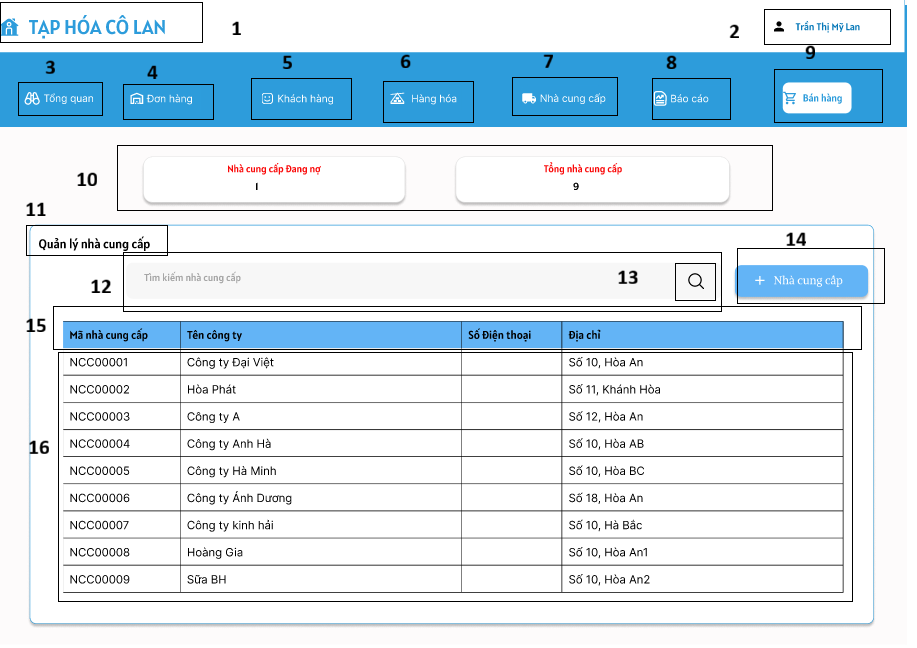 TẠP HÓA CÔ LAN
1
2
Trần Thị Mỹ Lan
3
4
5
6
7
8
9
Tổng quan
Đơn hàng
Khách hàng
Hàng hóa
Nhà cung cấp
Báo cáo
Bán hàng
10
Nhà cung cấp Đang nợ
1
Tổng nhà cung cấp
9
11
Quản lý nhà cung cấp
12
Tìm kiếm nhà cung cấp
13
14
+ Nhà cung cấp
15
Mã nhà cung cấp Tên công ty Số Điện thoại Địa chỉ
16
NCC00001 Công ty Đại Việt Số 10, Hòa An
NCC00002 Hòa Phát Số 11, Khánh Hòa
NCC00003 Công ty A Số 12, Hòa An
NCC00004 Công ty Anh Hà Số 10, Hòa AB
NCC00005 Công ty Hà Minh Số 10, Hòa BC
NCC00006 Công ty Ánh Dương Số 18, Hòa An
NCC00007 Công ty kinh hải Số 10, Hà Bắc
NCC00008 Hoàng Gia Số 10, Hòa An1
NCC00009 Sữa BH Số 10, Hòa An2